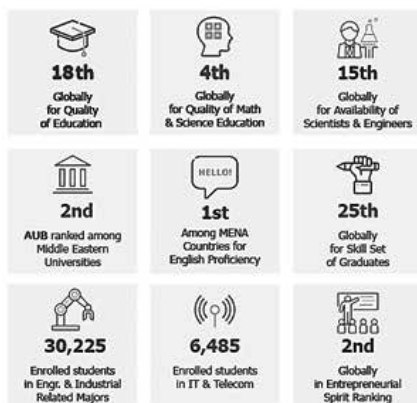 18th
Globally
for Quality
of Education
4th
Globally
for Quality of Math
& Science Education
15th
Globally
for Availability of
Scientists & Engineers
2nd
AUB ranked among
Middle Eastern
Universities
HELLO!
1st
Among MENA
Countries for
English Proficiency
25th
Globally
for Skill Set
of Graduates
30,225
Enrolled students
in Engr. & Industrial
Related Majors
6,485
Enrolled students
in IT & Telecom
2nd
Globally
in Entrepreneurial
Spirit Ranking